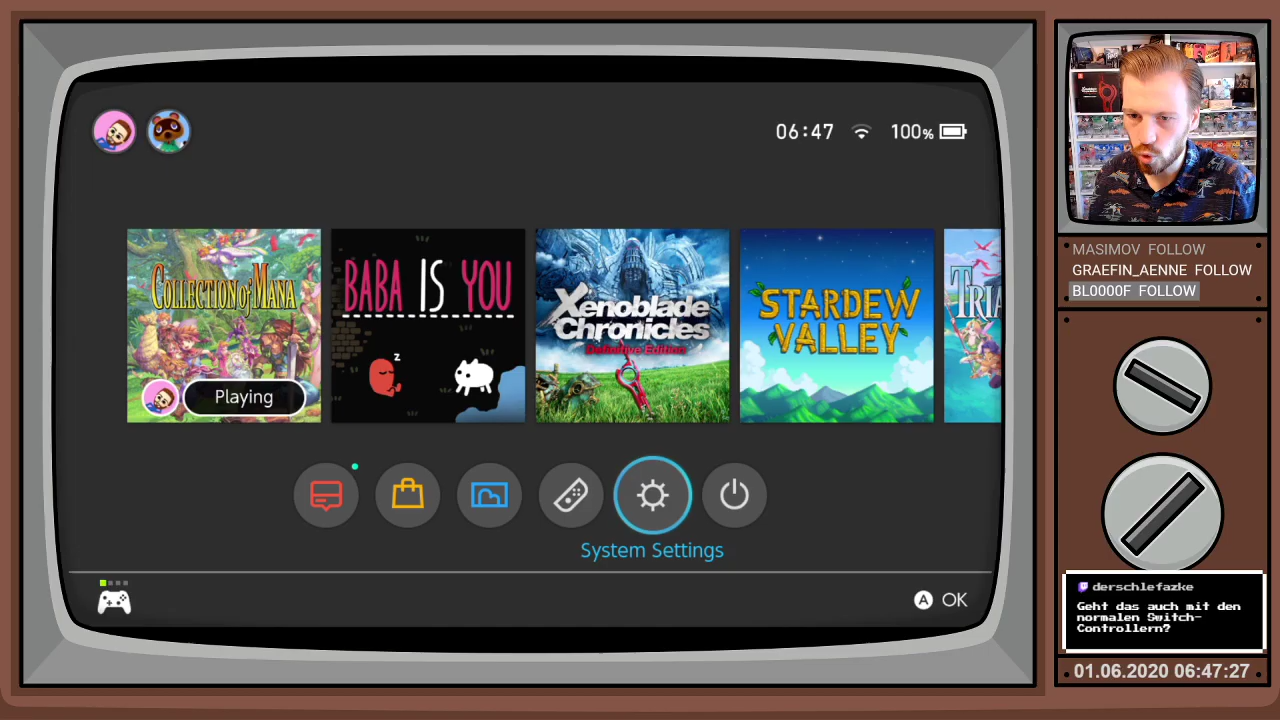 06:47
100%
COLLECTION of MANA
Playing
BABA IS YOU
z
Xenoblade
Chronicles
Definitive Edition
STARDEW
VALLEY
System Settings
A OK
MASIMOV FOLLOW
GRAEFIN_AENNE FOLLOW
BL0000F FOLLOW
derschlefazke
Geht das auch mit den
normalen Switch-
Controllern?
01.06.2020 06:47:27